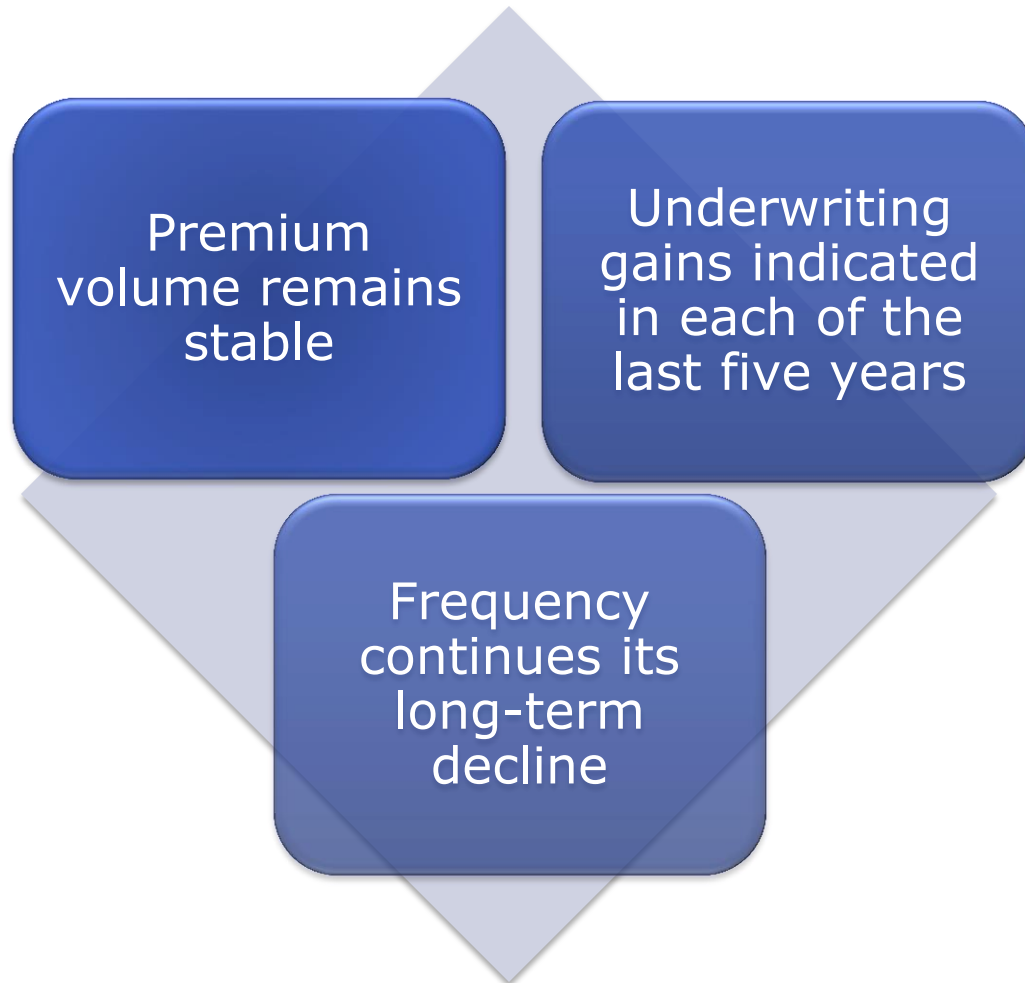 Premium
volume remains
stable
Underwriting
gains indicated
in each of the
last five years
Frequency
continues its
long-term
decline